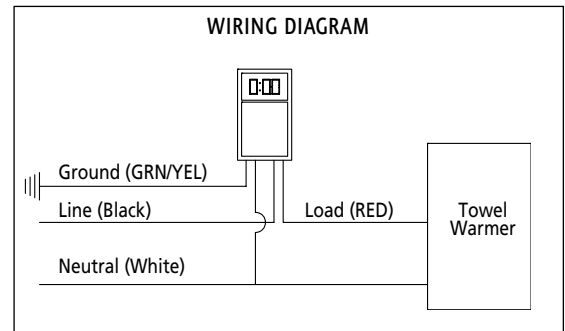 WIRING DIAGRAM
0:00
Ground (GRN/YEL)
Line (Black)
Load (RED)
Towel
Warmer
Neutral (White)